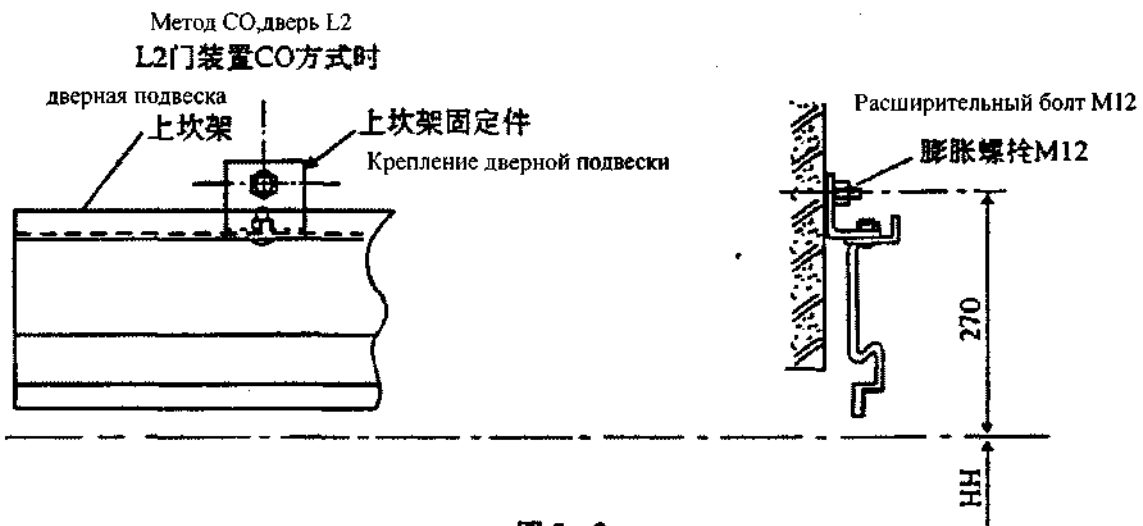 Метод СО,дверь L2
L2门装置CO方式时
дверная подвеска
上坎架
上坎架固定件
Крепление дверной подвески
Расширительный болт М12
膨胀螺栓M12
270
HH